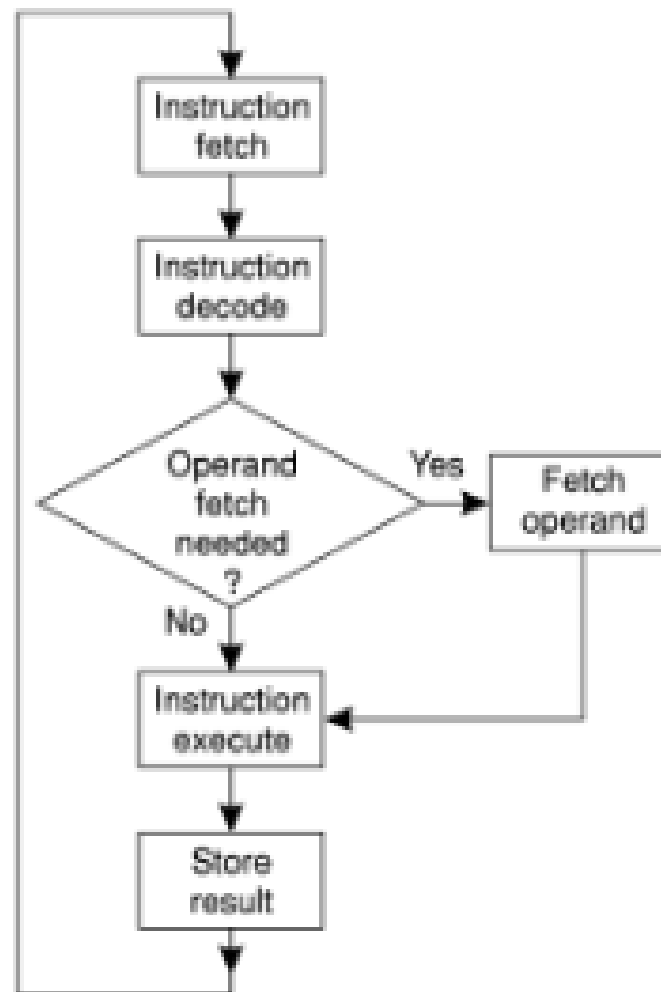 Instruction
fetch
Instruction
decode
Operand
fetch
needed
?
Yes
Fetch
operand
No
Instruction
execute
Store
result